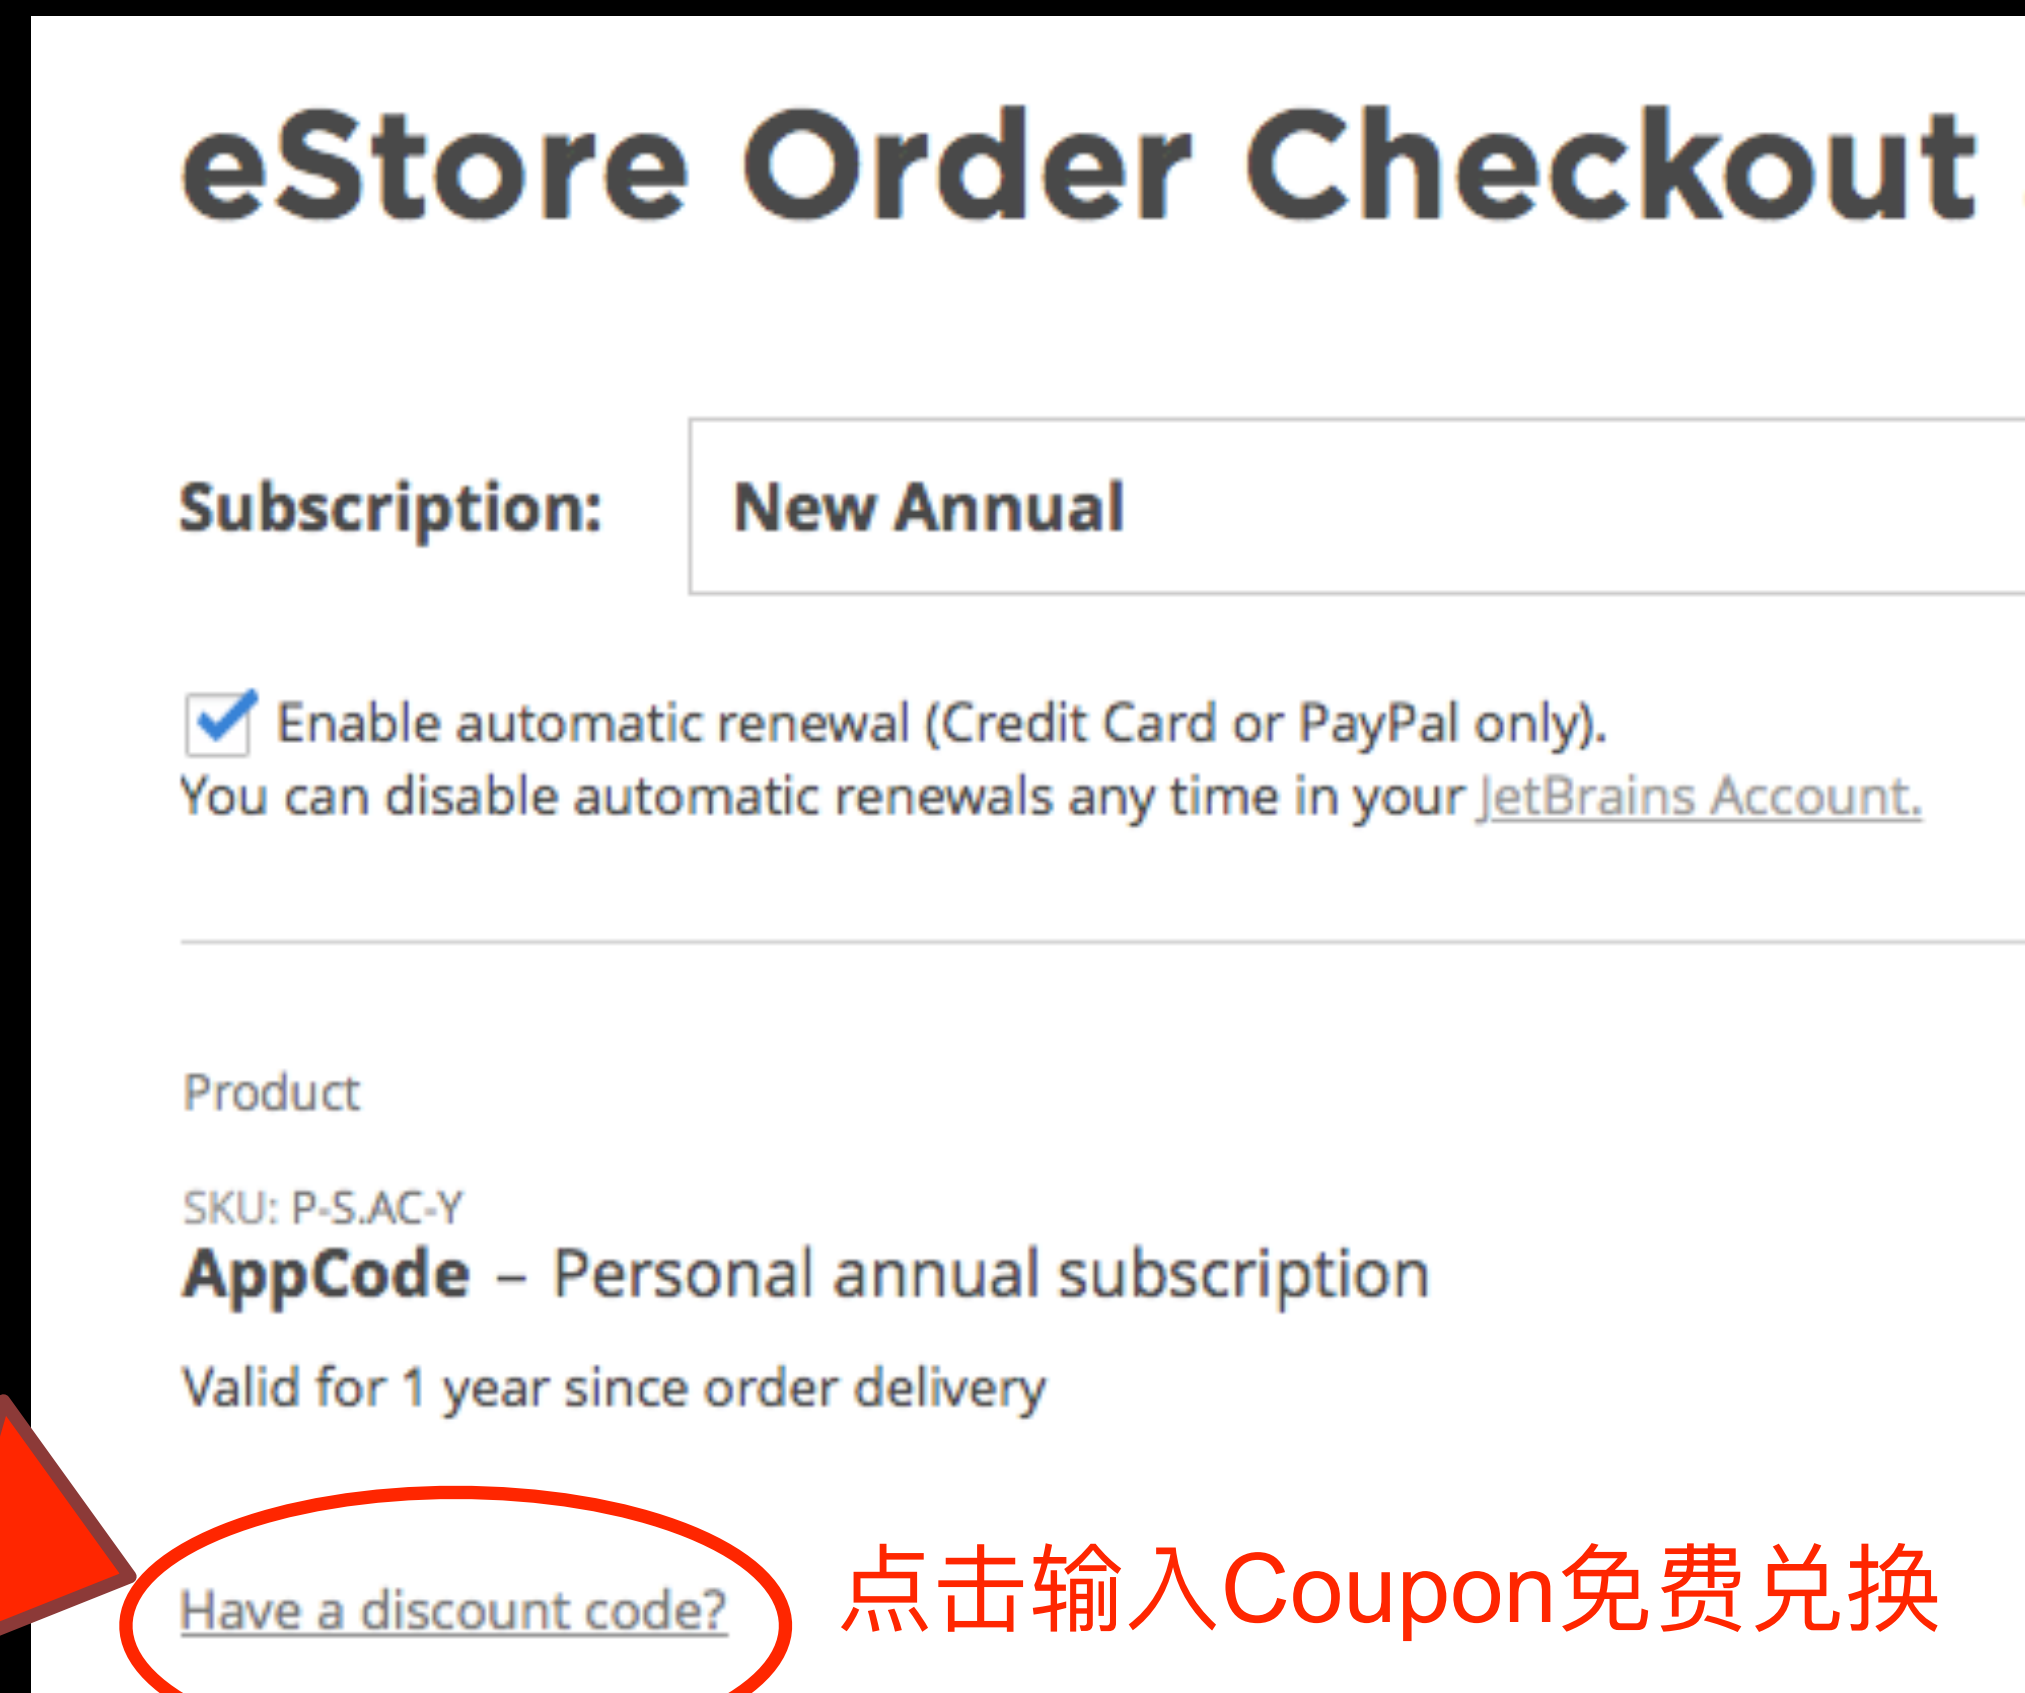 eStore Order Checkout
Subscription:
New Annual
Enable automatic renewal (Credit Card or PayPal only).
You can disable automatic renewals any time in your JetBrains Account.
Product
SKU: P-S.AC-Y
AppCode – Personal annual subscription
Valid for 1 year since order delivery
Have a discount code?
点击输入Coupon免费兑换